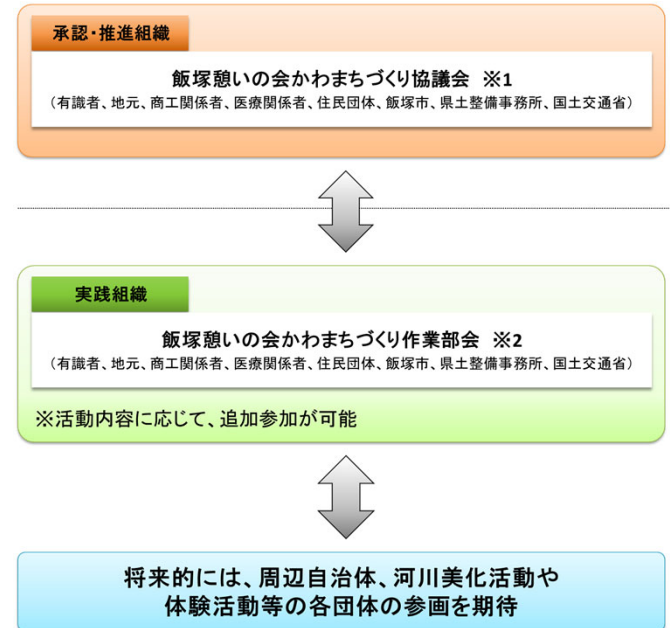 承認・推進組織
飯塚憩いの会かわまちづくり協議会 ※1
（有識者、地元、商工関係者、医療関係者、住民団体、飯塚市、県土整備事務所、国土交通省）
実践組織
飯塚憩いの会かわまちづくり作業部会 ※2
（有識者、地元、商工関係者、医療関係者、住民団体、飯塚市、県土整備事務所、国土交通省）
※活動内容に応じて、追加参加が可能
将来的には、周辺自治体、河川美化活動や
体験活動等の各団体の参画を期待